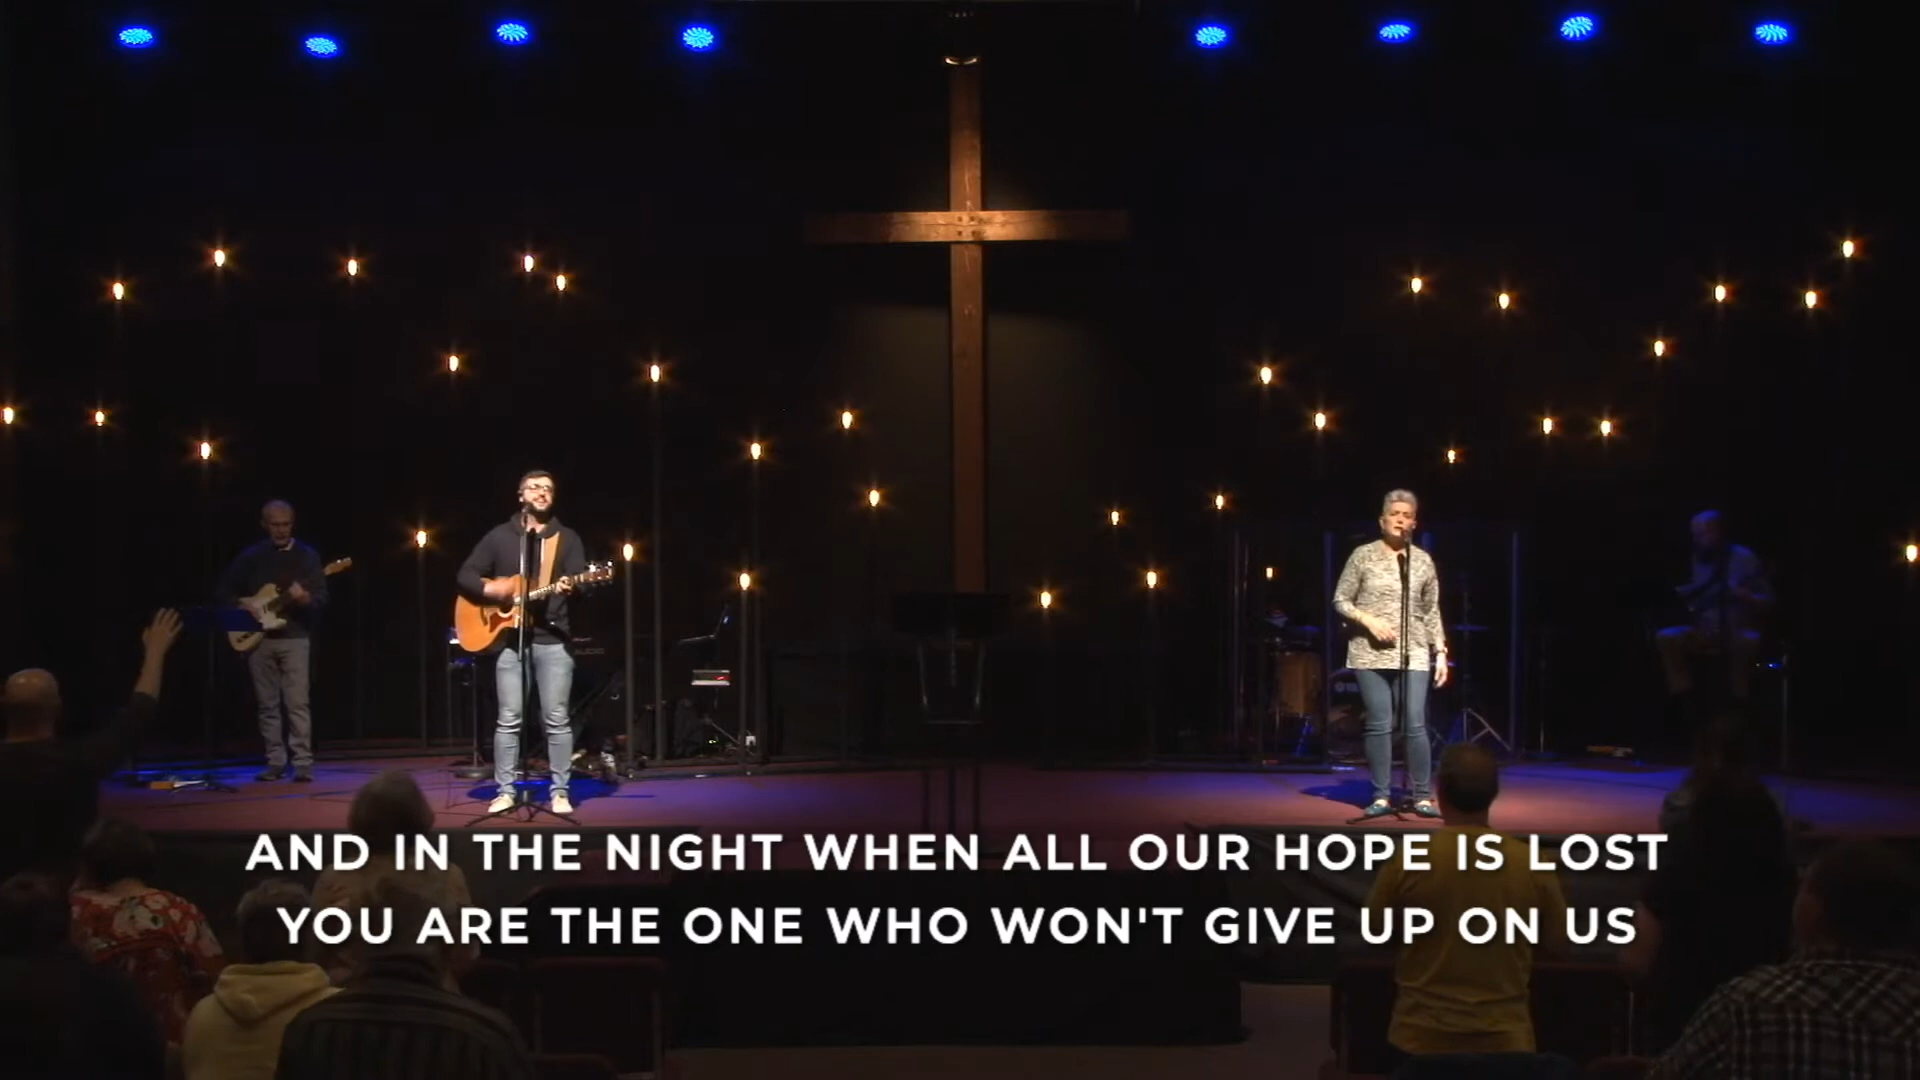 AND IN THE NIGHT WHEN ALL OUR HOPE IS LOST
YOU ARE THE ONE WHO WON'T GIVE UP ON US